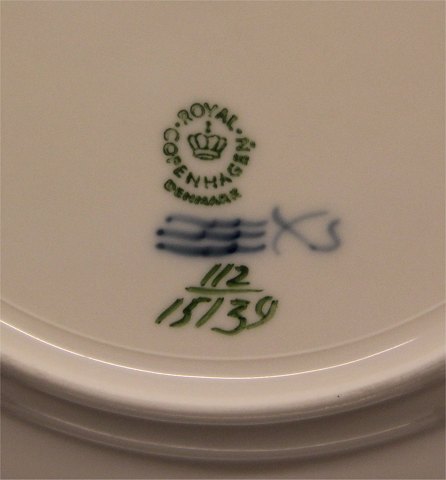 ROYAL
COPENHAGEN
DENMARK
112
15139